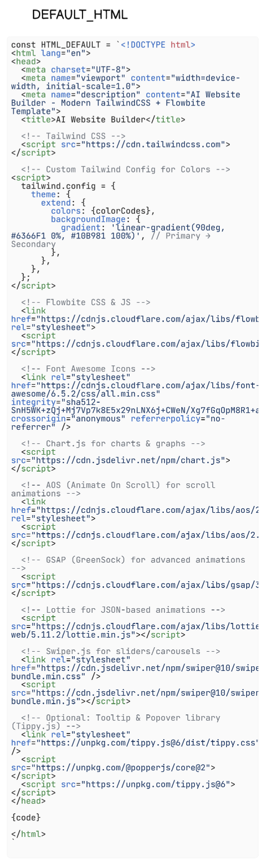 DEFAULT_HTML
const HTML_DEFAULT = `<!DOCTYPE html>
<html lang="en">
<head>
<meta charset="UTF-8">
<meta name="viewport" content="width=device-
width, initial-scale=1.0">
<meta name="description" content="AI Website
Builder - Modern TailwindCSS + Flowbite
Template">
<title>AI Website Builder</title>
<!-- Tailwind CSS -->
<script src="https://cdn.tailwindcss.com">
</script>
<!-- Custom Tailwind Config for Colors -->
<script>
tailwind.config = {
theme: {
extend: {
colors: {colorCodes},
backgroundImage: {
gradient: 'linear-gradient(90deg,
#6366F1 0%, #10B981 100%)', // Primary →
Secondary
},
},
},
};
</script>
<!-- Flowbite CSS & JS -->
<link
href="https://cdnjs.cloudflare.com/ajax/libs/flowb
rel="stylesheet">
<script
src="https://cdnjs.cloudflare.com/ajax/libs/flowbi
</script>
<!-- Font Awesome Icons -->
<link rel="stylesheet"
href="https://cdnjs.cloudflare.com/ajax/libs/font-
awesome/6.5.2/css/all.min.css"
integrity="sha512-
SnH5WK+zQj+Mj7Vp7k8E5x29nLNX6j+CWeN/Xg7fGqOpM8R1+a
crossorigin="anonymous" referrerpolicy="no-
referrer" />
<!-- Chart.js for charts & graphs -->
<script
src="https://cdn.jsdelivr.net/npm/chart.js">
</script>
<!-- AOS (Animate On Scroll) for scroll
animations -->
<link
href="https://cdnjs.cloudflare.com/ajax/libs/aos/2
rel="stylesheet">
<script
src="https://cdnjs.cloudflare.com/ajax/libs/aos/2.
</script>
<!-- GSAP (GreenSock) for advanced animations
-->
<script
src="https://cdnjs.cloudflare.com/ajax/libs/gsap/3
</script>
<!-- Lottie for JSON-based animations -->
<script
src="https://cdnjs.cloudflare.com/ajax/libs/lottie
web/5.11.2/lottie.min.js"></script>
<!-- Swiper.js for sliders/carousels -->
<link rel="stylesheet"
href="https://cdn.jsdelivr.net/npm/swiper@10/swipe
bundle.min.css" />
<script
src="https://cdn.jsdelivr.net/npm/swiper@10/swiper
bundle.min.js"></script>
<!-- Optional: Tooltip & Popover library
(Tippy.js) -->
<link rel="stylesheet"
href="https://unpkg.com/tippy.js@6/dist/tippy.css"
/>
<script
src="https://unpkg.com/@popperjs/core@2">
</script>
<script src="https://unpkg.com/tippy.js@6">
</script>
</head>
{code}
</html>
`